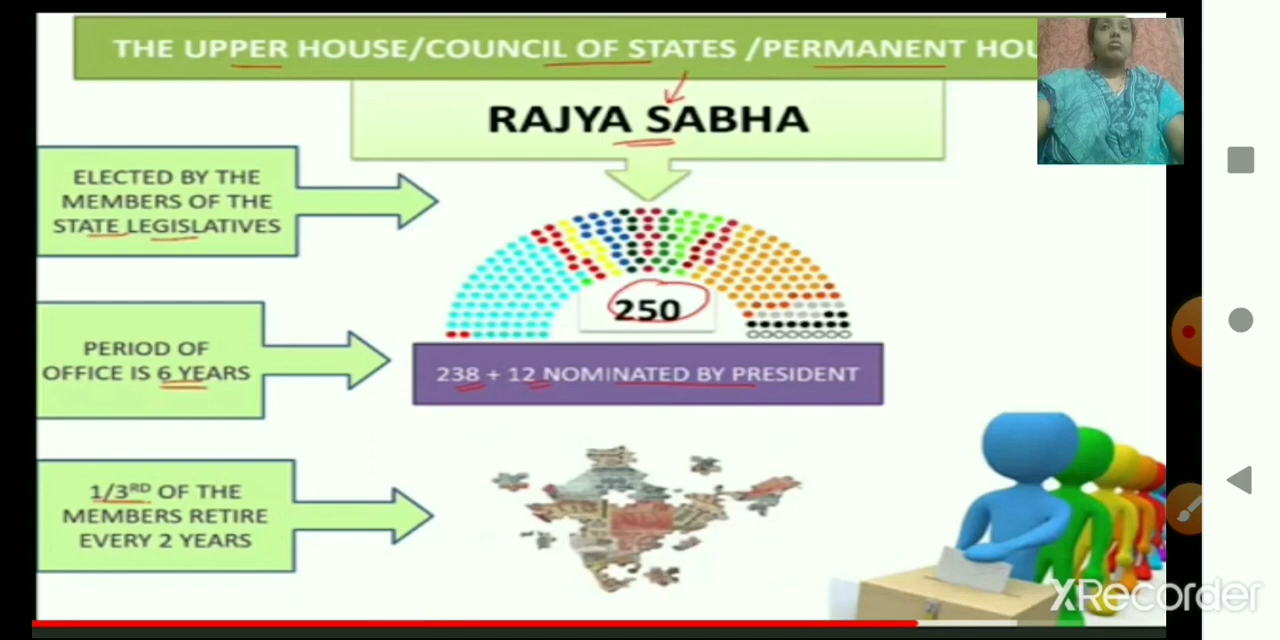 THE UPPER HOUSE/COUNCIL OF STATES /PERMANENT HOU
RAJYA SABHA
ELECTED BY THE
MEMBERS OF THE
STATE LEGISLATIVES
250
238 + 12 NOMINATED BY PRESIDENT
PERIOD OF
OFFICE IS 6 YEARS
1/3RD OF THE
MEMBERS RETIRE
EVERY 2 YEARS
XRecorder